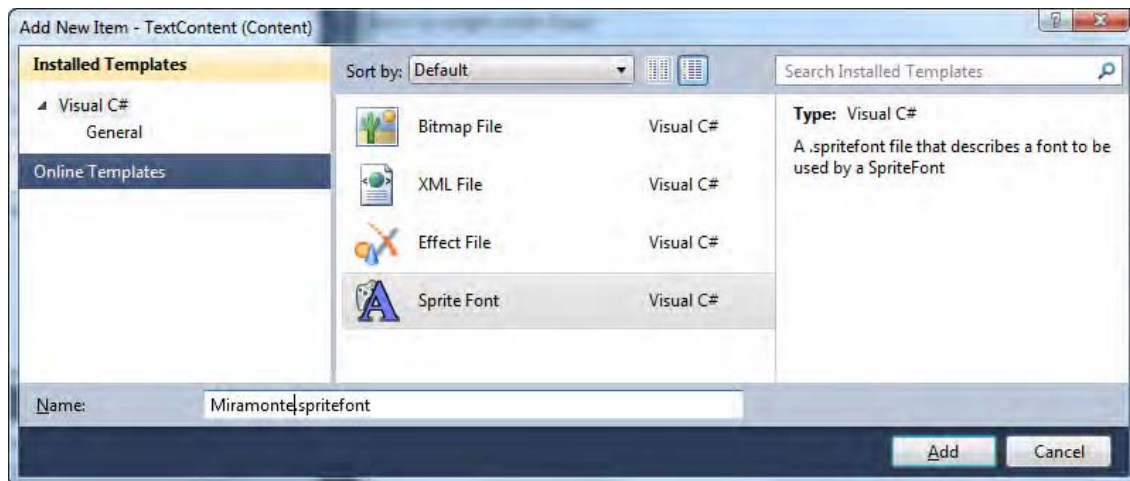 Add New Item - TextContent (Content)
Installed Templates
Visual C#
General
Online Templates
Sort by: Default
Bitmap File Visual C#
XML File Visual C#
Effect File Visual C#
Sprite Font Visual C#
Search Installed Templates
Type: Visual C#
A .spritefont file that describes a font to be
used by a SpriteFont
Name: Miramonte.spritefont
Add Cancel